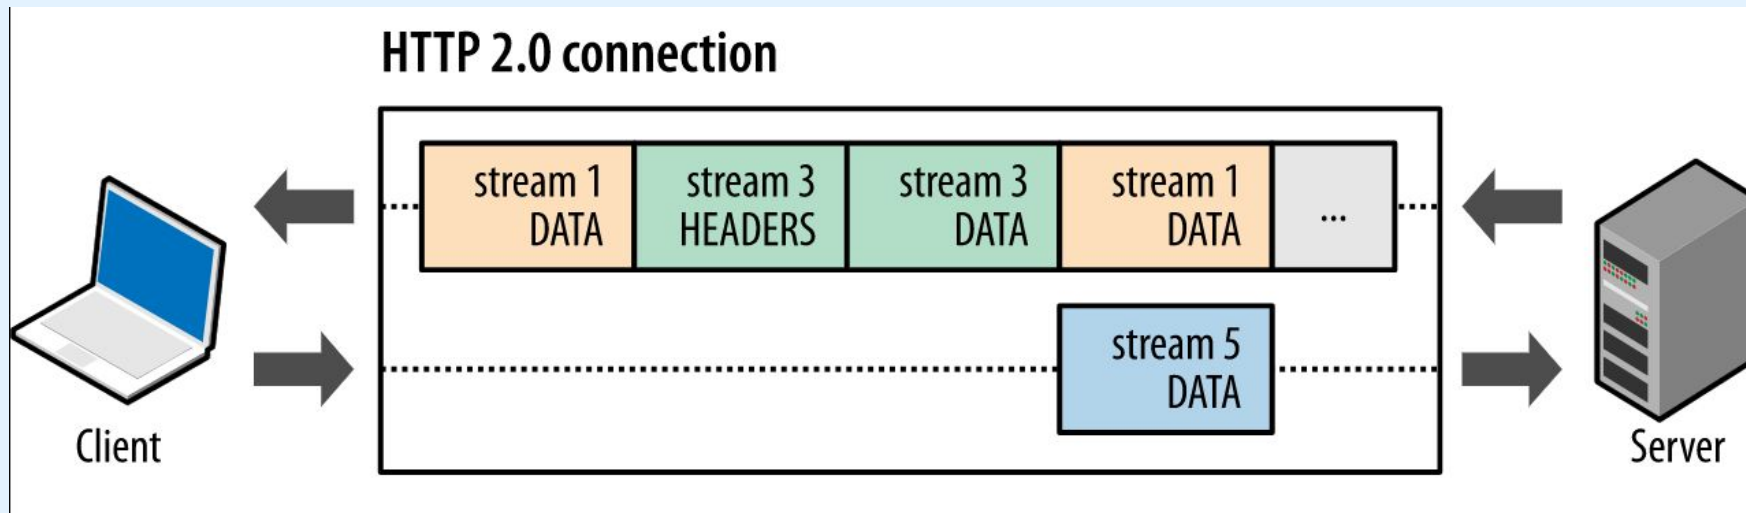 HTTP 2.0 connection
stream 1
DATA
stream 3
HEADERS
stream 3
DATA
stream 1
DATA
...
stream 5
DATA
Client
Server